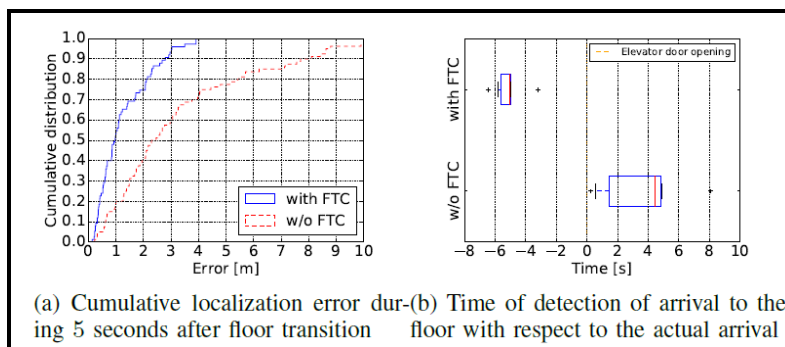 1.0
0.9
0.8
0.7
0.6
0.5
0.4
0.3
0.2
0.1
0.0
Cumulative distribution
0 1 2 3 4 5 6 7 8 9 10
Error [m]
with FTC
w/o FTC
Elevator door opening
with FTC
w/o FTC
−8 −6 −4 −2 0 2 4 6 8 10
Time [s]
(a) Cumulative localization error dur-
ing 5 seconds after floor transition
(b) Time of detection of arrival to the
floor with respect to the actual arrival